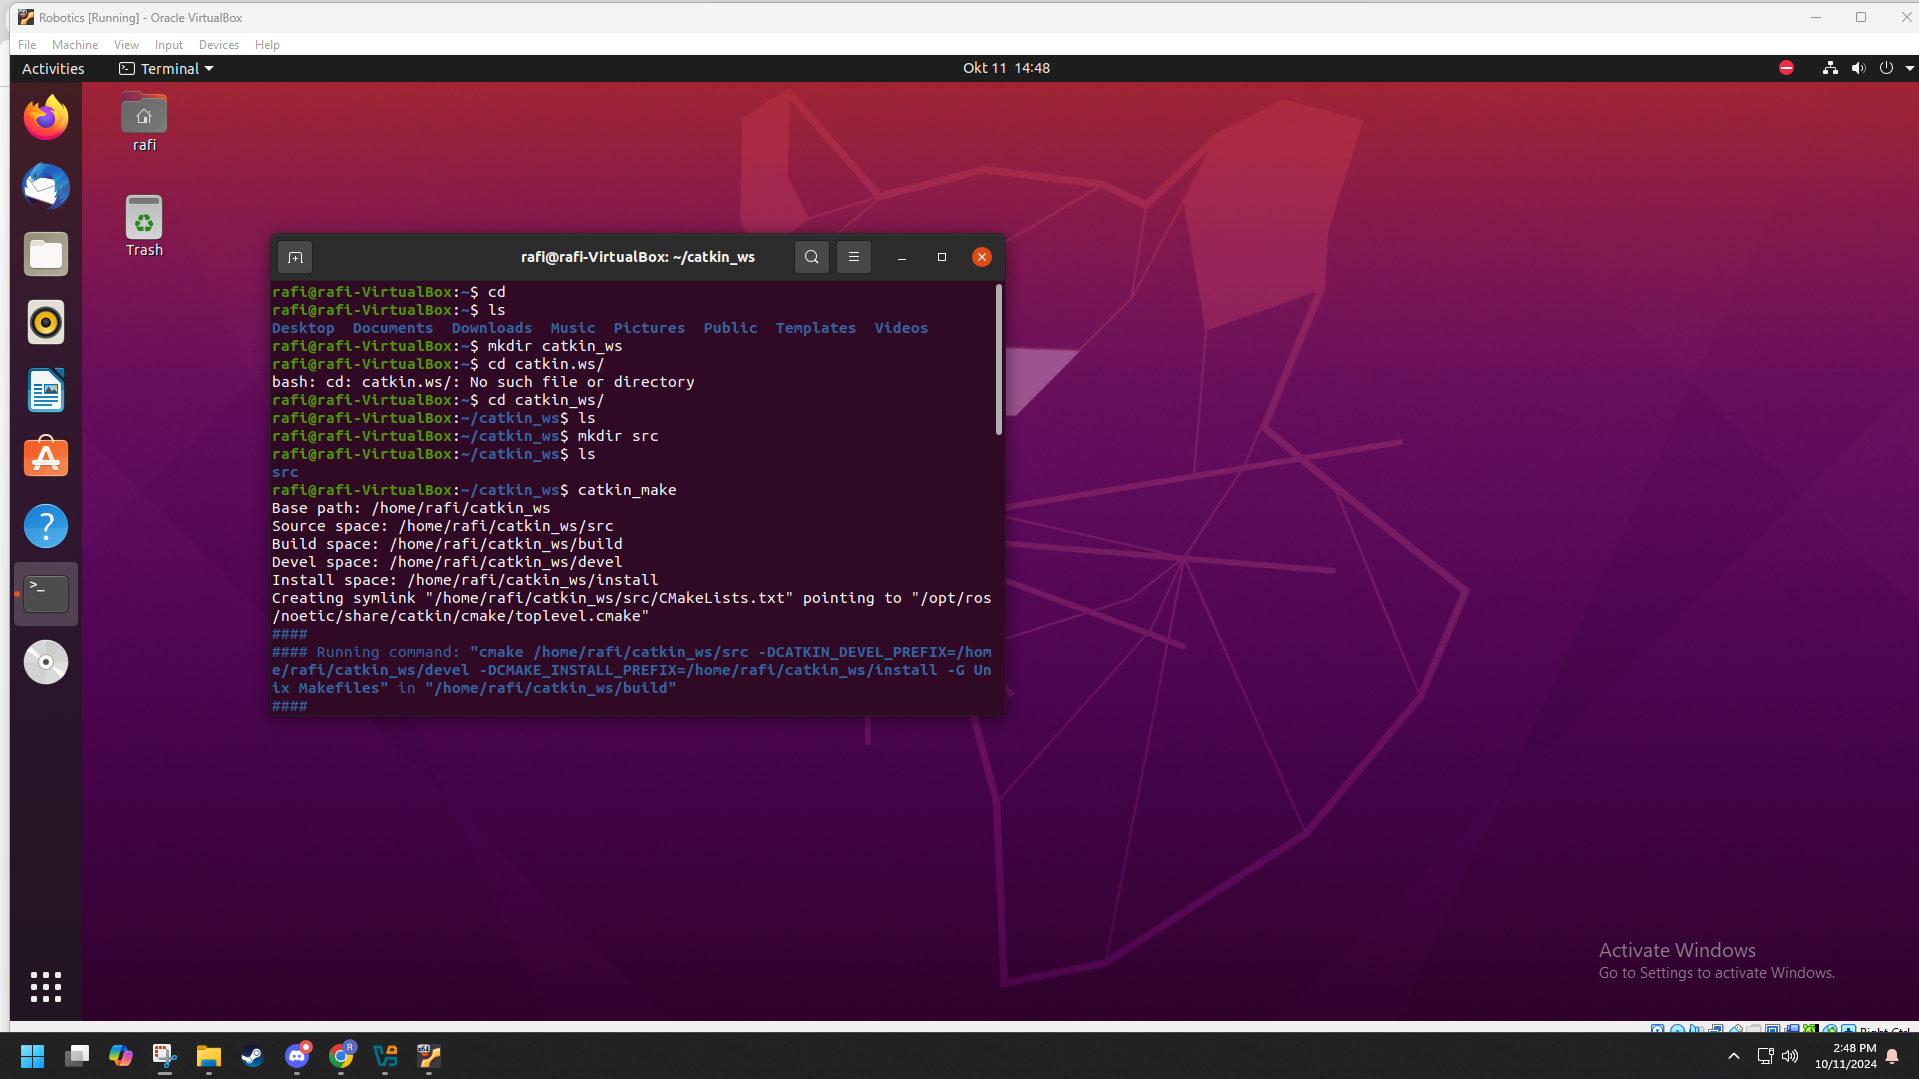 Robotics [Running] - Oracle VirtualBox
File Machine View Input Devices Help
Activities Terminal Okt 11 14:48
rafi
Trash
rafi@rafi-VirtualBox: ~/catkin_ws
rafi@rafi-VirtualBox:~$ cd
rafi@rafi-VirtualBox:~$ ls
Desktop Documents Downloads Music Pictures Public Templates Videos
rafi@rafi-VirtualBox:~$ mkdir catkin_ws
rafi@rafi-VirtualBox:~$ cd catkin.ws/
bash: cd: catkin.ws/: No such file or directory
rafi@rafi-VirtualBox:~$ cd catkin_ws/
rafi@rafi-VirtualBox:~/catkin_ws$ ls
rafi@rafi-VirtualBox:~/catkin_ws$ mkdir src
rafi@rafi-VirtualBox:~/catkin_ws$ ls
src
rafi@rafi-VirtualBox:~/catkin_ws$ catkin_make
Base path: /home/rafi/catkin_ws
Source space: /home/rafi/catkin_ws/src
Build space: /home/rafi/catkin_ws/build
Devel space: /home/rafi/catkin_ws/devel
Install space: /home/rafi/catkin_ws/install
Creating symlink "/home/rafi/catkin_ws/src/CMakeLists.txt" pointing to "/opt/ros
/noetic/share/catkin/cmake/toplevel.cmake"
####
#### Running command: "cmake /home/rafi/catkin_ws/src -DCATKIN_DEVEL_PREFIX=/hom
e/rafi/catkin_ws/devel -DCMAKE_INSTALL_PREFIX=/home/rafi/catkin_ws/install -G Un
ix Makefiles" in "/home/rafi/catkin_ws/build"
####
Activate Windows
Go to Settings to activate Windows.
Right Ctrl
2:48 PM
10/11/2024